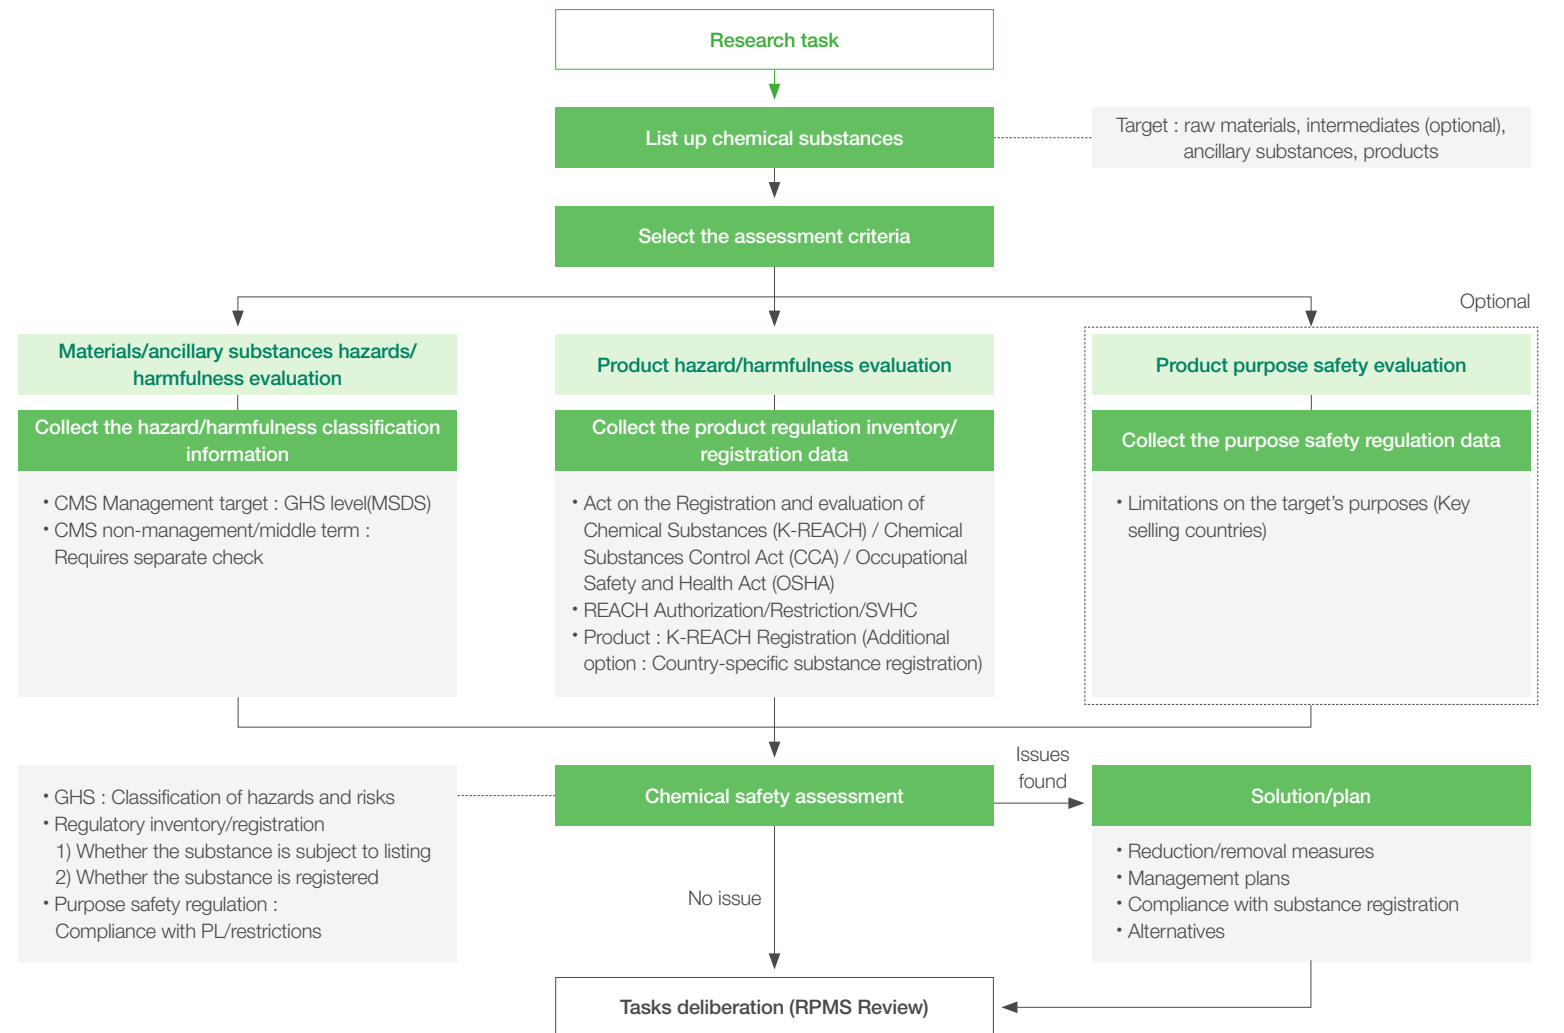 Research task
List up chemical substances
Target : raw materials, intermediates (optional),
ancillary substances, products
Select the assessment criteria
Optional
Materials/ancillary substances hazards/
harmfulness evaluation
Collect the hazard/harmfulness classification
information
• CMS Management target : GHS level(MSDS)
• CMS non-management/middle term :
Requires separate check
Product hazard/harmfulness evaluation
Collect the product regulation inventory/
registration data
• Act on the Registration and evaluation of
Chemical Substances (K-REACH) / Chemical
Substances Control Act (CCA) / Occupational
Safety and Health Act (OSHA)
• REACH Authorization/Restriction/SVHC
• Product : K-REACH Registration (Additional
option : Country-specific substance registration)
Product purpose safety evaluation
Collect the purpose safety regulation data
• Limitations on the target's purposes (Key
selling countries)
• GHS : Classification of hazards and risks
• Regulatory inventory/registration
1) Whether the substance is subject to listing
2) Whether the substance is registered
• Purpose safety regulation :
Compliance with PL/restrictions
Chemical safety assessment
Issues
found
Solution/plan
• Reduction/removal measures
• Management plans
• Compliance with substance registration
• Alternatives
No issue
Tasks deliberation (RPMS Review)